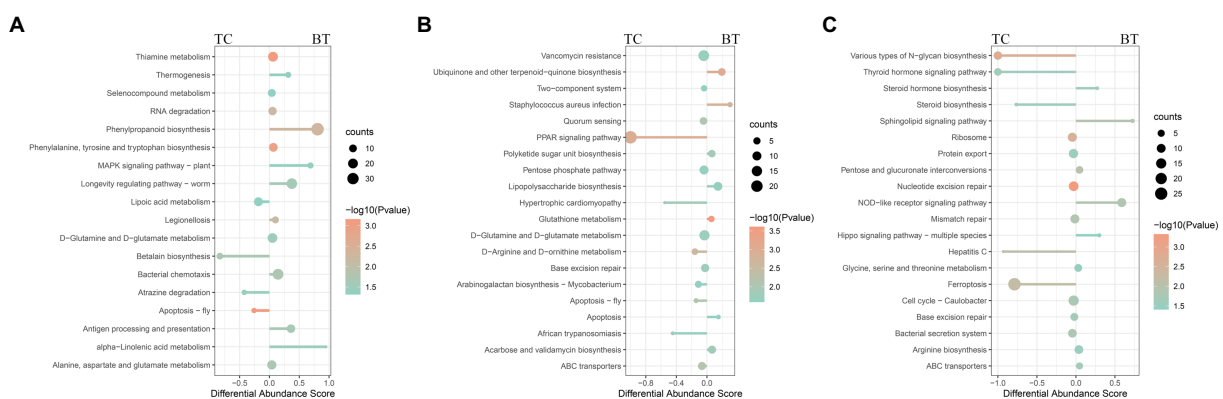 A
TC
BT
Thiamine metabolism
Thermogenesis
Selenocompound metabolism
RNA degradation
Phenylpropanoid biosynthesis
Phenylalanine, tyrosine and tryptophan biosynthesis
MAPK signaling pathway − plant
Longevity regulating pathway − worm
Lipoic acid metabolism
Legionellosis
D−Glutamine and D−glutamate metabolism
Betalain biosynthesis
Bacterial chemotaxis
Atrazine degradation
Apoptosis − fly
Antigen processing and presentation
alpha−Linolenic acid metabolism
Alanine, aspartate and glutamate metabolism
−0.5 0.0 0.5 1.0
Differential Abundance Score
counts
10
20
30
−log10(Pvalue)
3.0
2.5
2.0
1.5
B
TC
BT
Vancomycin resistance
Ubiquinone and other terpenoid−quinone biosynthesis
Two−component system
Staphylococcus aureus infection
Quorum sensing
PPAR signaling pathway
Polyketide sugar unit biosynthesis
Pentose phosphate pathway
Lipopolysaccharide biosynthesis
Hypertrophic cardiomyopathy
Glutathione metabolism
D−Glutamine and D−glutamate metabolism
D−Arginine and D−ornithine metabolism
Base excision repair
Arabinogalactan biosynthesis − Mycobacterium
Apoptosis − fly
Apoptosis
African trypanosomiasis
Acarbose and validamycin biosynthesis
ABC transporters
−0.8 −0.4 0.0
Differential Abundance Score
counts
5
10
15
20
−log10(Pvalue)
3.5
3.0
2.5
2.0
C
TC
BT
Various types of N−glycan biosynthesis
Thyroid hormone signaling pathway
Steroid hormone biosynthesis
Steroid biosynthesis
Sphingolipid signaling pathway
Ribosome
Protein export
Pentose and glucuronate interconversions
Nucleotide excision repair
NOD−like receptor signaling pathway
Mismatch repair
Hippo signaling pathway − multiple species
Hepatitis C
Glycine, serine and threonine metabolism
Ferroptosis
Cell cycle − Caulobacter
Base excision repair
Bacterial secretion system
Arginine biosynthesis
ABC transporters
−1.0 −0.5 0.0 0.5
Differential Abundance Score
counts
5
10
15
20
25
−log10(Pvalue)
3.0
2.5
2.0
1.5